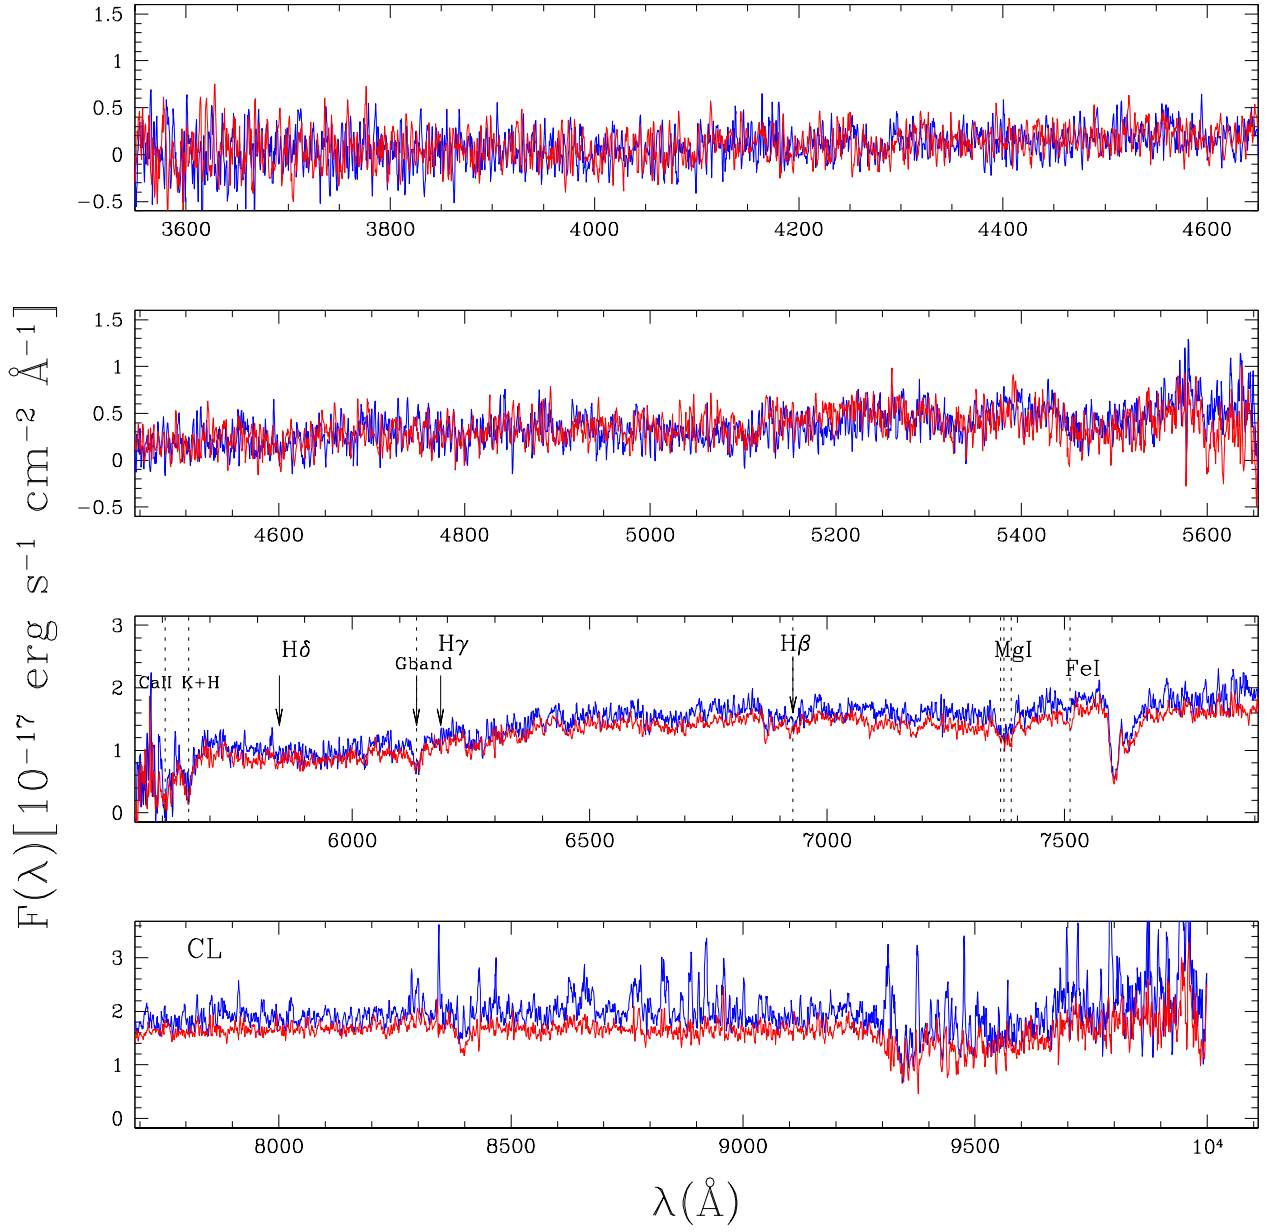 1.5
1
0.5
0
−0.5
3600 3800 4000 4200 4400 4600
1.5
1
0.5
0
−0.5
4600 4800 5000 5200 5400 5600
3
2
1
0
CaII K+H
Hδ
Gband
Hγ
Hβ
MgI
FeI
6000 6500 7000 7500
CL
3
2
1
0
8000 8500 9000 9500 10⁴
λ(Å)
F(λ)[10⁻¹⁷ erg s⁻¹ cm⁻² Å⁻¹]